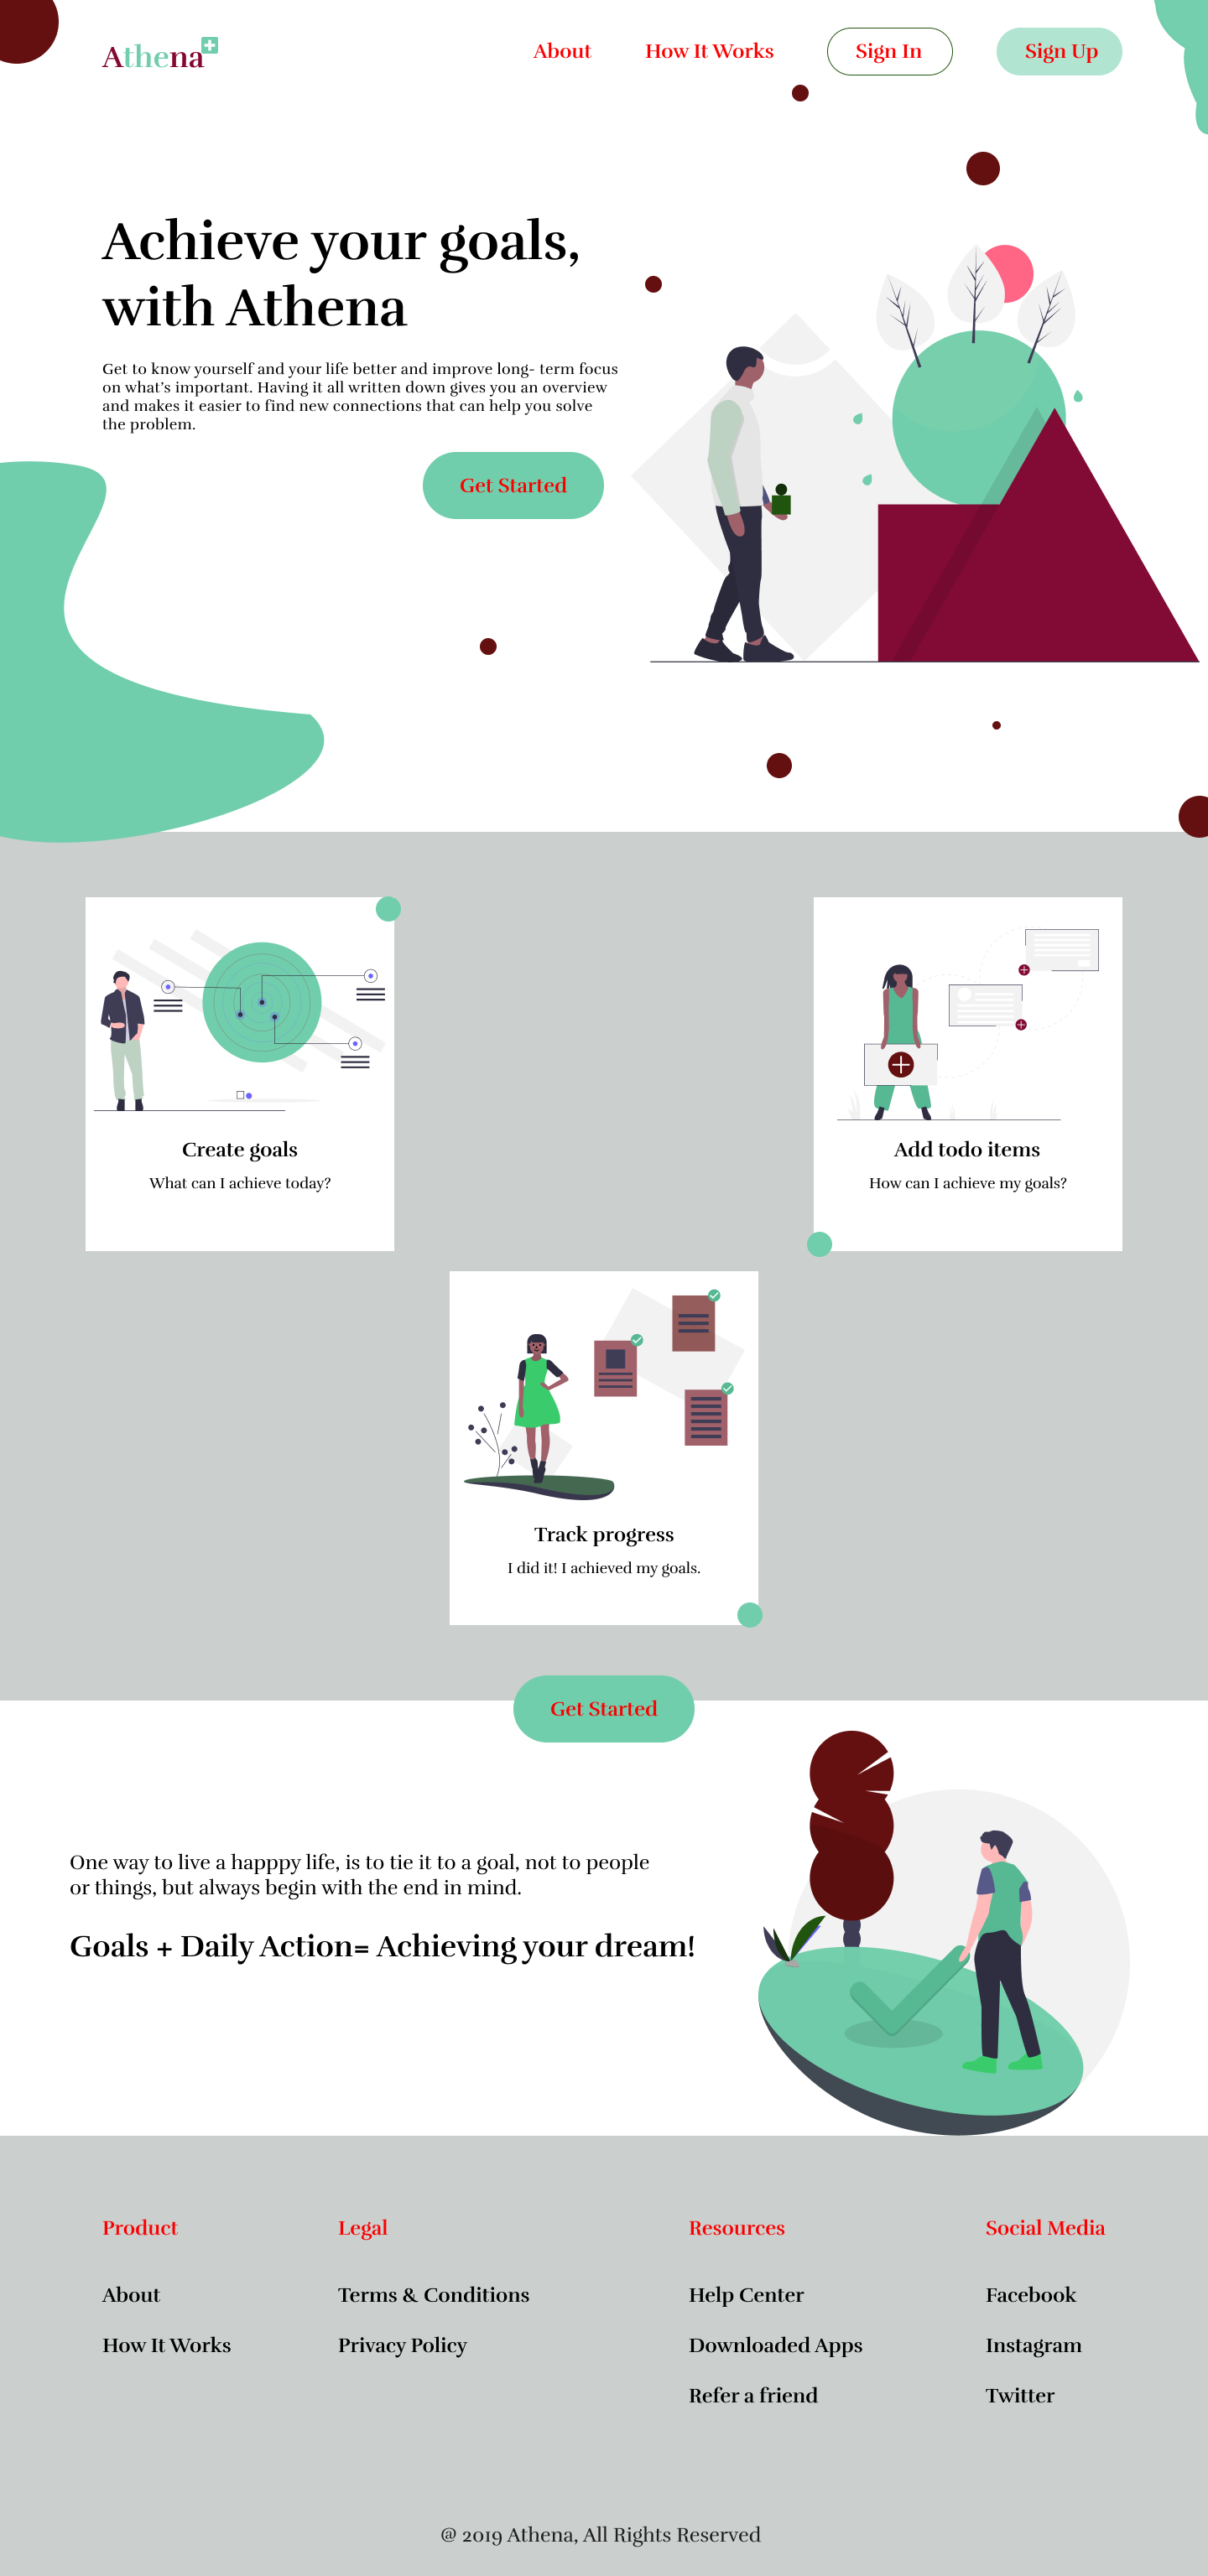 Athena
About
How It Works
Sign In
Sign Up
Achieve your goals,
with Athena
Get to know yourself and your life better and improve long- term focus
on what's important. Having it all written down gives you an overview
and makes it easier to find new connections that can help you solve
the problem.
Get Started
Create goals
What can I achieve today?
Add todo items
How can I achieve my goals?
Track progress
I did it! I achieved my goals.
Get Started
One way to live a happpy life, is to tie it to a goal, not to people
or things, but always begin with the end in mind.
Goals + Daily Action= Achieving your dream!
Product
About
How It Works
Legal
Terms & Conditions
Privacy Policy
Resources
Help Center
Downloaded Apps
Refer a friend
Social Media
Facebook
Instagram
Twitter
@ 2019 Athena, All Rights Reserved